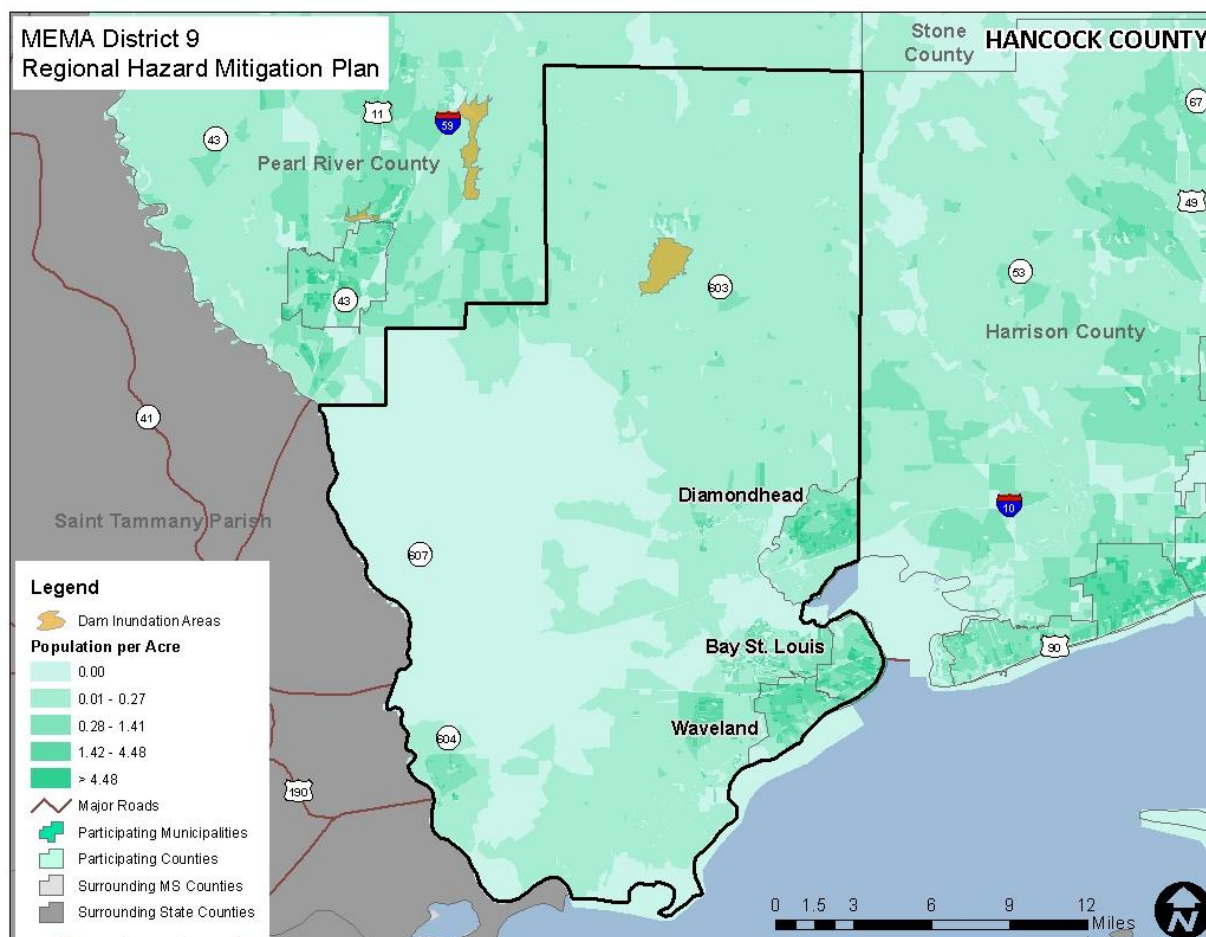 MEMA District 9
Regional Hazard Mitigation Plan
Stone
County
HANCOCK COUNTY
67
11
59
43
Pearl River County
49
53
603
43
Harrison County
41
Diamondhead
10
Saint Tammany Parish
607
Bay St. Louis
90
Waveland
604
190
Legend
Dam Inundation Areas
Population per Acre
0.00
0.01 - 0.27
0.28 - 1.41
1.42 - 4.48
> 4.48
Major Roads
Participating Municipalities
Participating Counties
Surrounding MS Counties
Surrounding State Counties
0 1.5 3 6 9 12
Miles
N